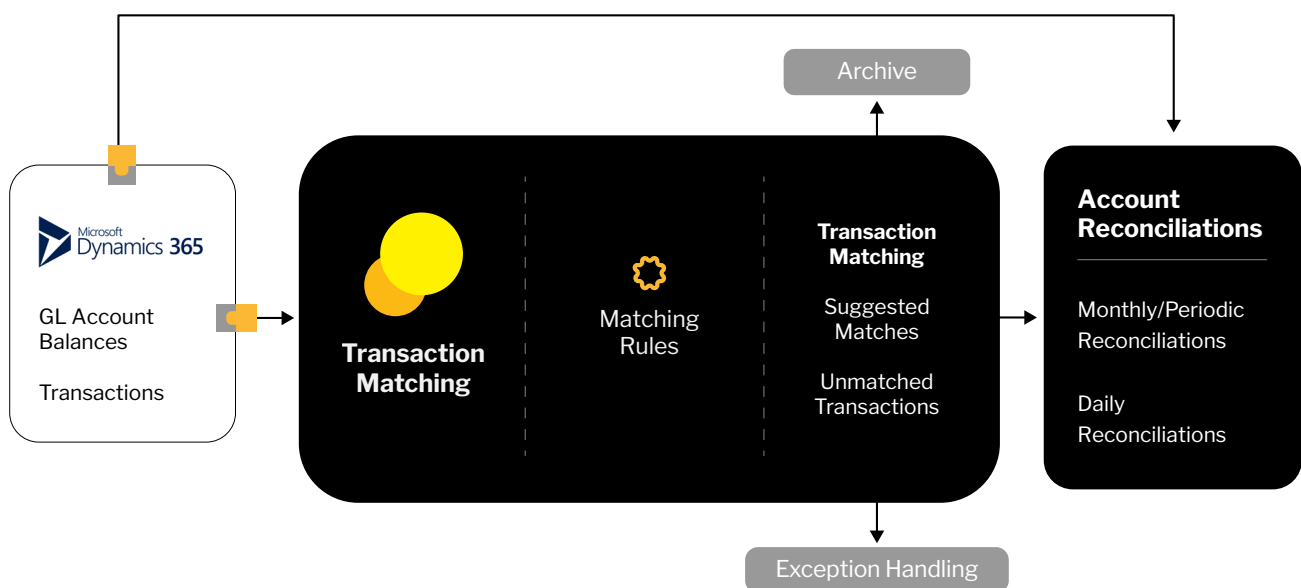 Archive
Microsoft
Dynamics 365
GL Account
Balances
Transactions
Transaction
Matching
Matching
Rules
Transaction
Matching
Suggested
Matches
Unmatched
Transactions
Account
Reconciliations
Monthly/Periodic
Reconciliations
Daily
Reconciliations
Exception Handling